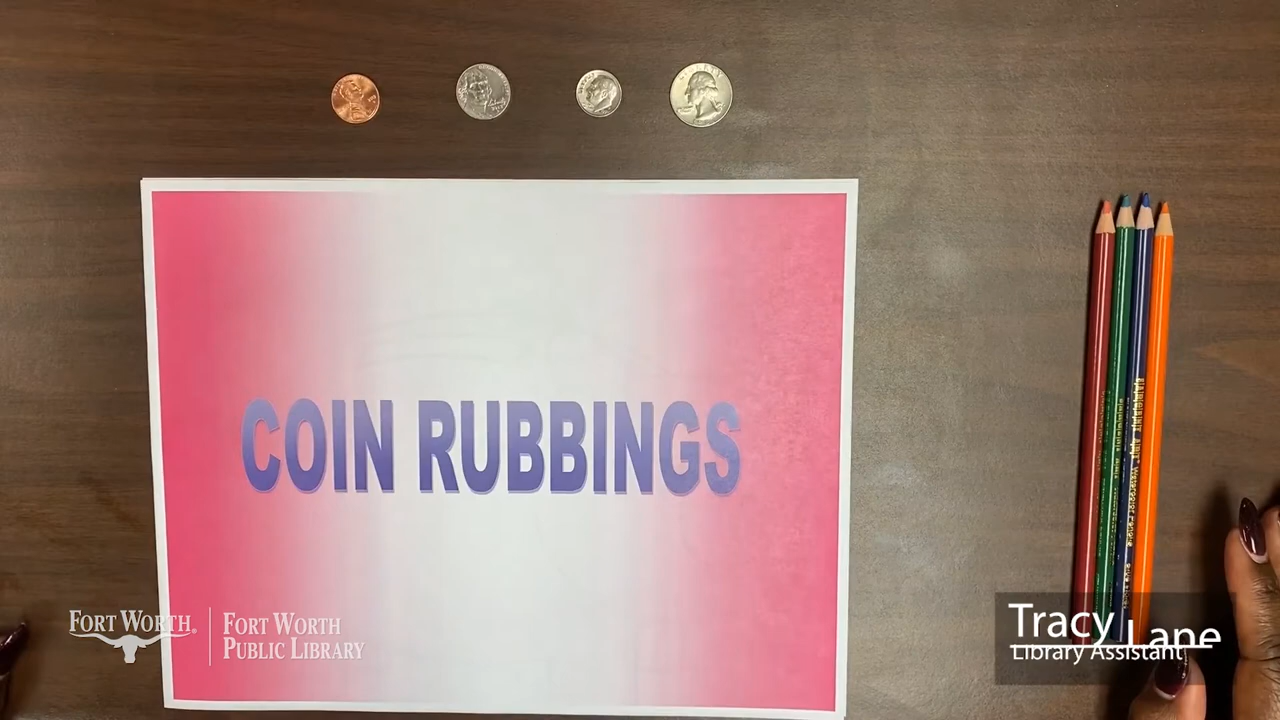 COIN RUBBINGS
FORT WORTH®
FORT WORTH
PUBLIC LIBRARY
Tracy Lane
Library Assistant